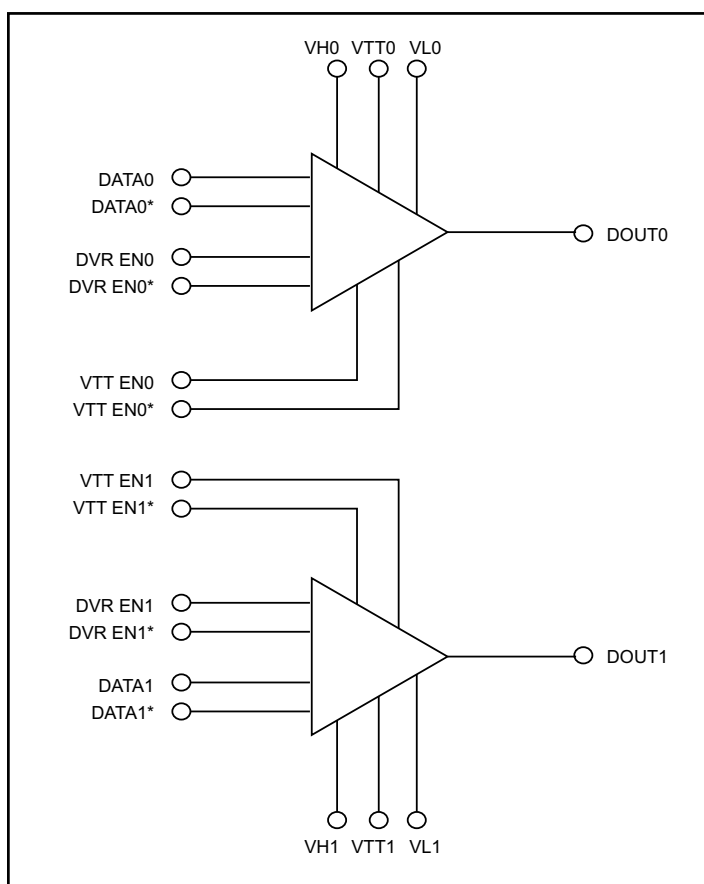 VH0 VTT0 VL0
DATA0
DATA0*
DVR EN0
DVR EN0*
DOUT0
VTT EN0
VTT EN0*
VTT EN1
VTT EN1*
DVR EN1
DVR EN1*
DOUT1
DATA1
DATA1*
VH1 VTT1 VL1